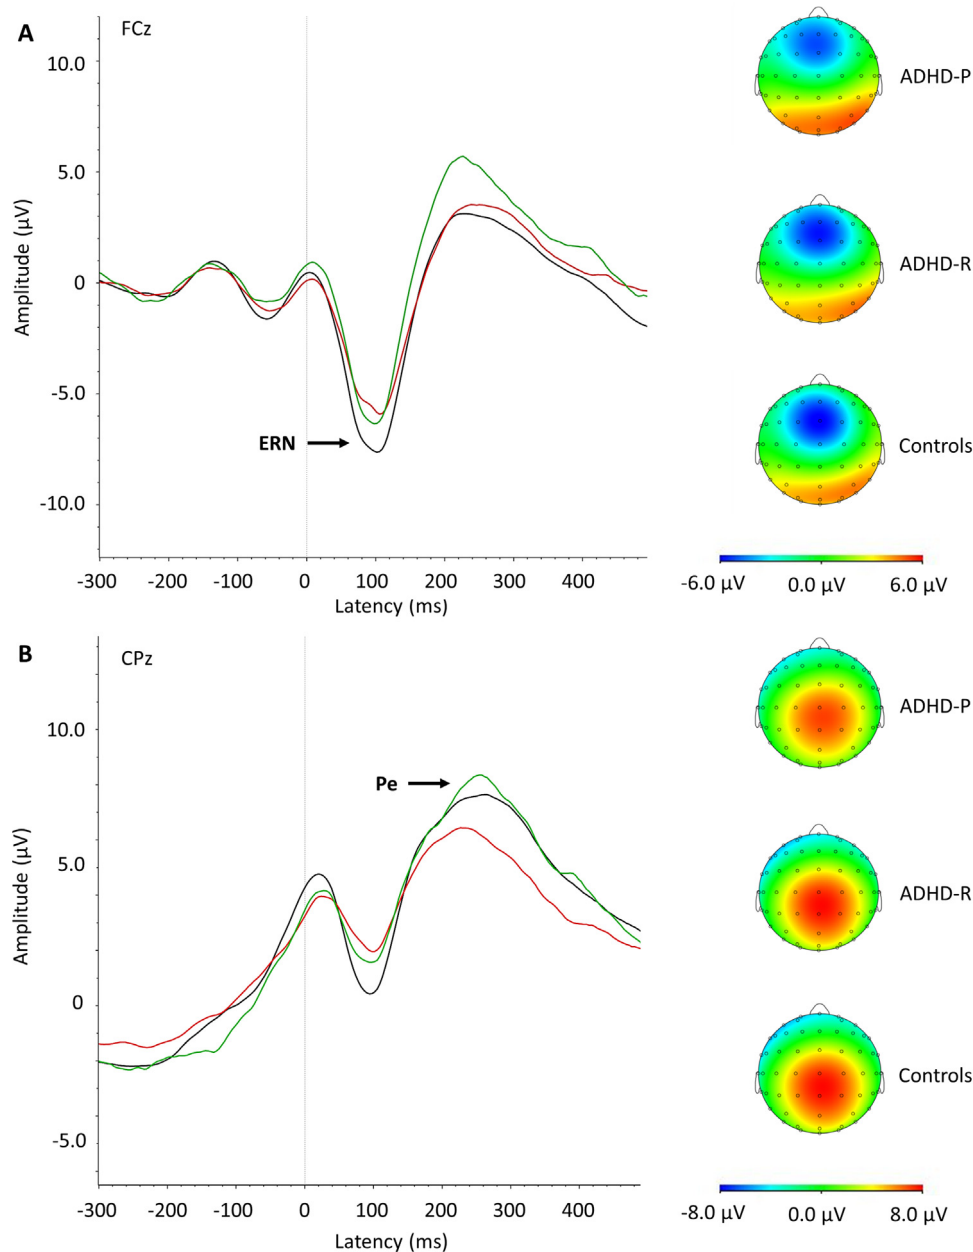 A
FCz
10.0
5.0
0
-5.0
-10.0
Amplitude (µV)
ERN
-300 -200 -100 0 100 200 300 400
Latency (ms)
ADHD-P
ADHD-R
Controls
-6.0 µV 0.0 µV 6.0 µV
B
CPz
10.0
5.0
0
-5.0
Amplitude (µV)
Pe
-300 -200 -100 0 100 200 300 400
Latency (ms)
ADHD-P
ADHD-R
Controls
-8.0 µV 0.0 µV 8.0 µV